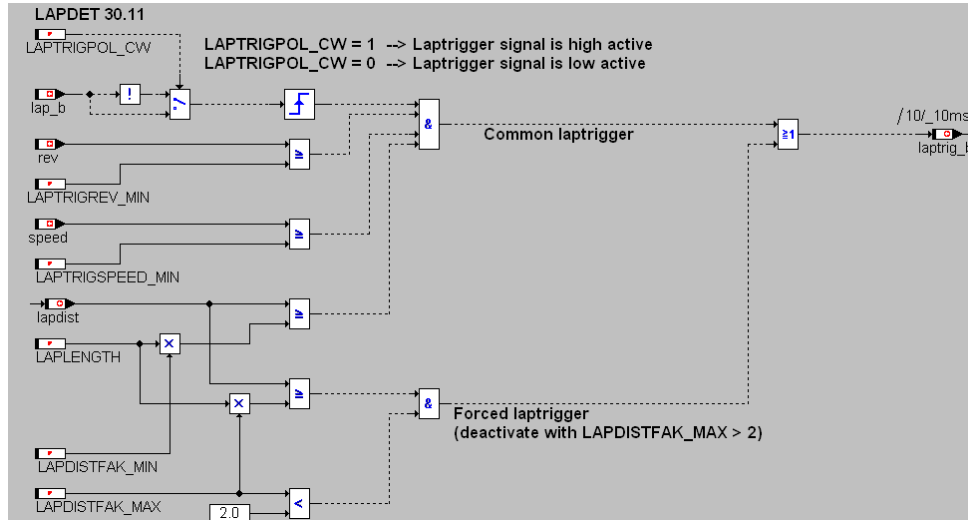 LAPDET 30.11
LAPTRIGPOL_CW
LAPTRIGPOL_CW = 1 --> Laptrigger signal is high active
LAPTRIGPOL_CW = 0 --> Laptrigger signal is low active
lap_b
!
&
Common laptrigger
≥1
/10/_10ms
laptrig_b
rev
≥
LAPTRIGREV_MIN
speed
≥
LAPTRIGSPEED_MIN
lapdist
≥
LAPLENGTH
×
≥
×
&
Forced laptrigger
(deactivate with LAPDISTFAK_MAX > 2)
LAPDISTFAK_MIN
LAPDISTFAK_MAX
<
2.0